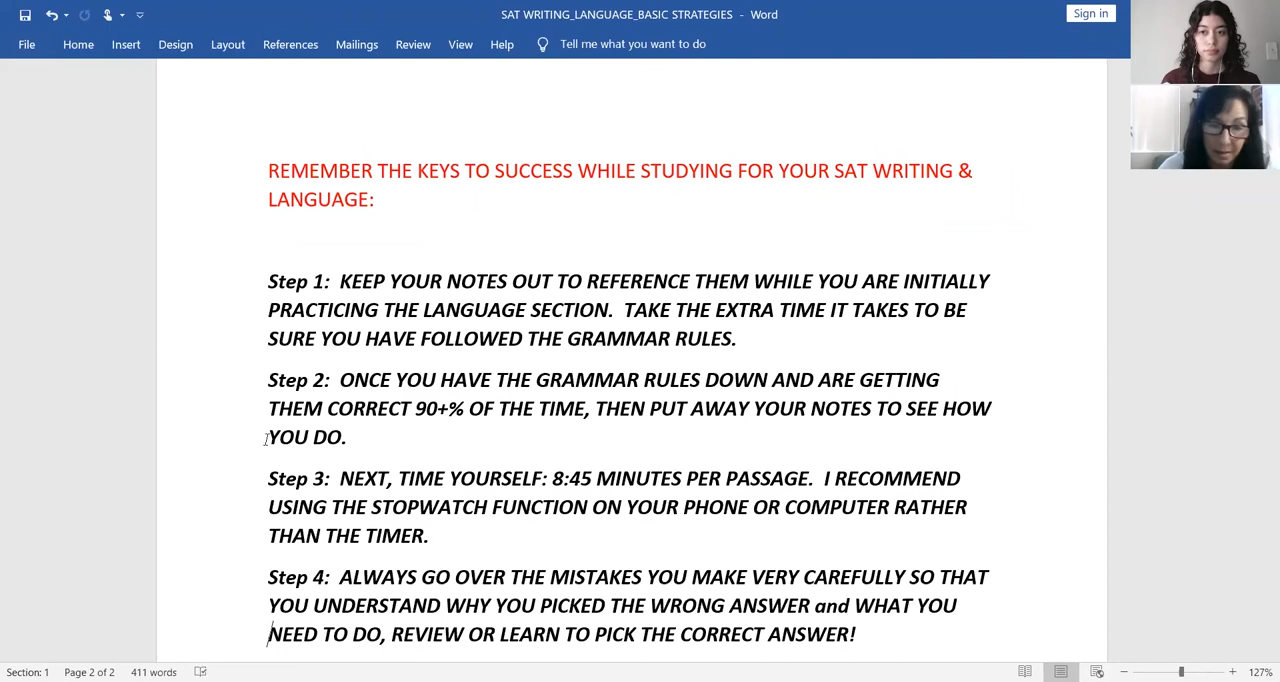 SAT WRITING_LANGUAGE_BASIC STRATEGIES - Word
Sign in
File Home Insert Design Layout References Mailings Review View Help Tell me what you want to do
REMEMBER THE KEYS TO SUCCESS WHILE STUDYING FOR YOUR SAT WRITING &
LANGUAGE:
Step 1: KEEP YOUR NOTES OUT TO REFERENCE THEM WHILE YOU ARE INITIALLY
PRACTICING THE LANGUAGE SECTION. TAKE THE EXTRA TIME IT TAKES TO BE
SURE YOU HAVE FOLLOWED THE GRAMMAR RULES.
Step 2: ONCE YOU HAVE THE GRAMMAR RULES DOWN AND ARE GETTING
THEM CORRECT 90+% OF THE TIME, THEN PUT AWAY YOUR NOTES TO SEE HOW
YOU DO.
Step 3: NEXT, TIME YOURSELF: 8:45 MINUTES PER PASSAGE. I RECOMMEND
USING THE STOPWATCH FUNCTION ON YOUR PHONE OR COMPUTER RATHER
THAN THE TIMER.
Step 4: ALWAYS GO OVER THE MISTAKES YOU MAKE VERY CAREFULLY SO THAT
YOU UNDERSTAND WHY YOU PICKED THE WRONG ANSWER and WHAT YOU
NEED TO DO, REVIEW OR LEARN TO PICK THE CORRECT ANSWER!
Section: 1 Page 2 of 2 411 words 127%